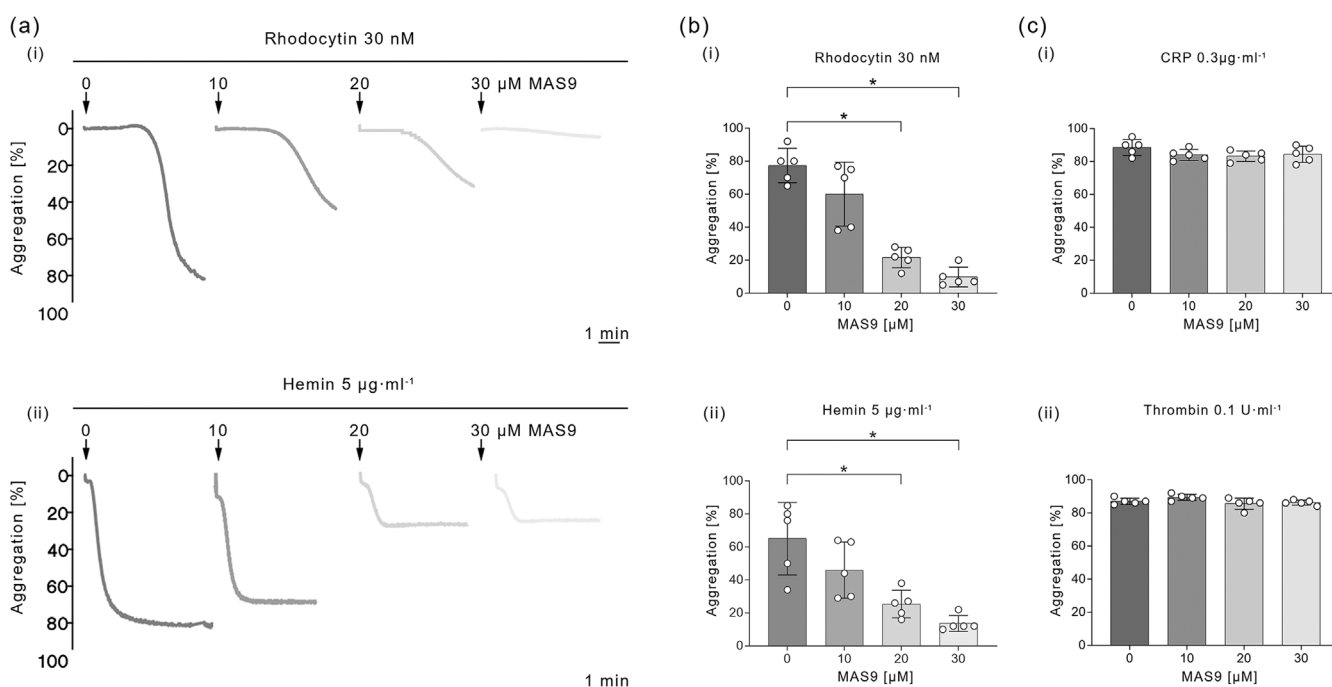 (a)
Rhodocytin 30 nM
(i)
0 10 20 30 µM MAS9
0
20
40
60
80
100
Aggregation [%]
1 min
Hemin 5 µg·ml⁻¹
(ii)
0 10 20 30 µM MAS9
0
20
40
60
80
100
Aggregation [%]
1 min
(b)
(i)
Rhodocytin 30 nM
*
*
100
80
60
40
20
0
Aggregation [%]
0 10 20 30
MAS9 [µM]
(ii)
Hemin 5 µg·ml⁻¹
*
*
100
80
60
40
20
0
Aggregation [%]
0 10 20 30
MAS9 [µM]
(c)
(i)
CRP 0.3µg·ml⁻¹
100
80
60
40
20
0
Aggregation [%]
0 10 20 30
MAS9 [µM]
(ii)
Thrombin 0.1 U·ml⁻¹
100
80
60
40
20
0
Aggregation [%]
0 10 20 30
MAS9 [µM]